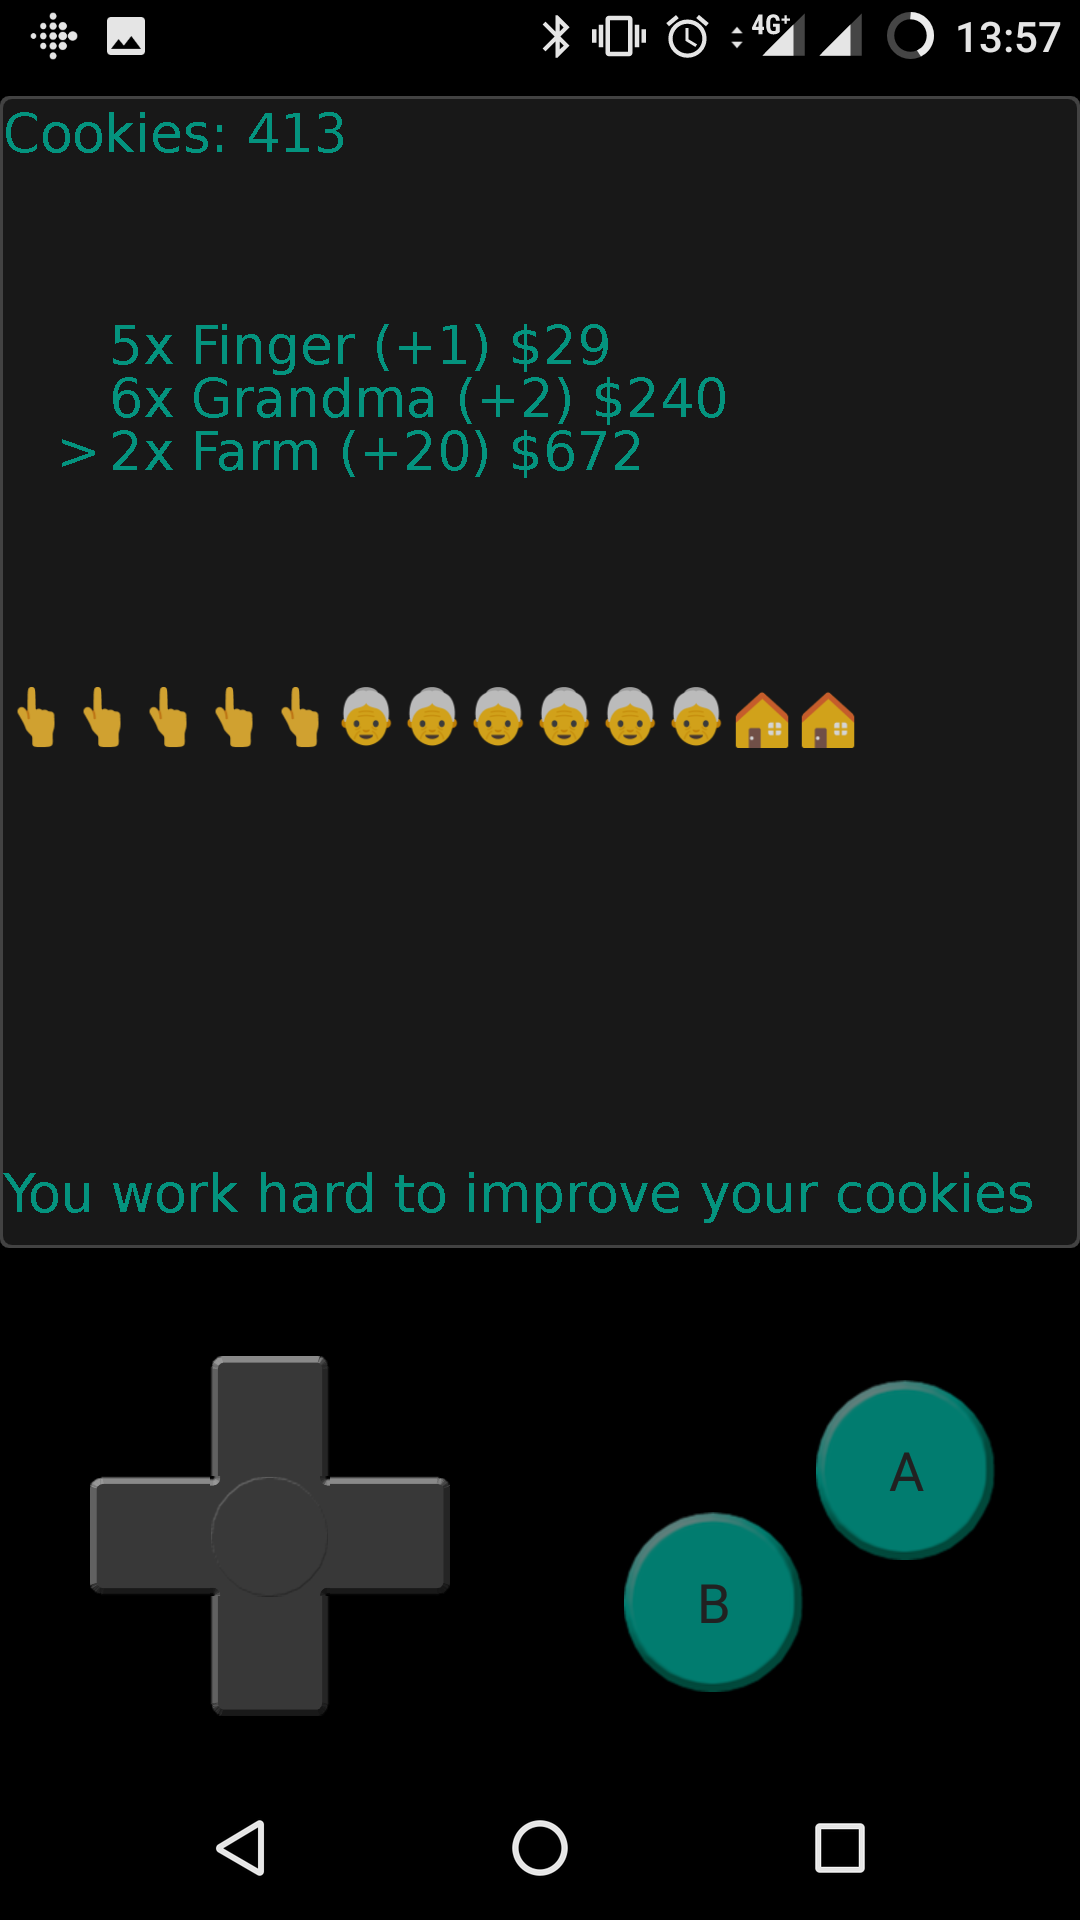 4G+ 13:57
Cookies: 413
5x Finger (+1) $29
6x Grandma (+2) $240
> 2x Farm (+20) $672
You work hard to improve your cookies
A
B